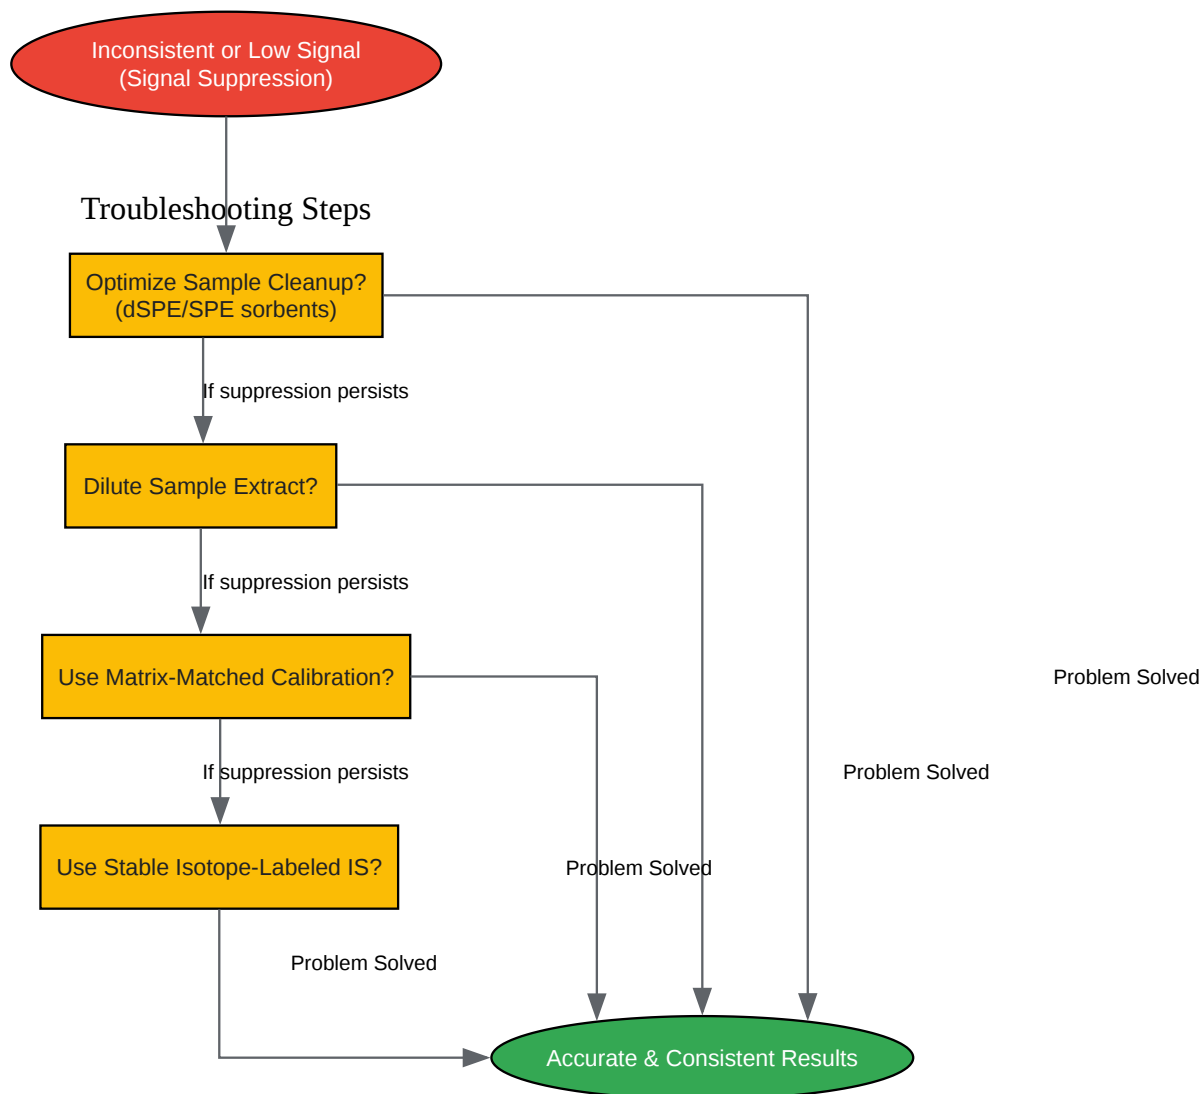 Inconsistent or Low Signal
(Signal Suppression)
Troubleshooting Steps
Optimize Sample Cleanup?
(dSPE/SPE sorbents)
If suppression persists
Dilute Sample Extract?
If suppression persists
Use Matrix-Matched Calibration?
Problem Solved
If suppression persists
Problem Solved
Use Stable Isotope-Labeled IS?
Problem Solved
Problem Solved
Accurate & Consistent Results